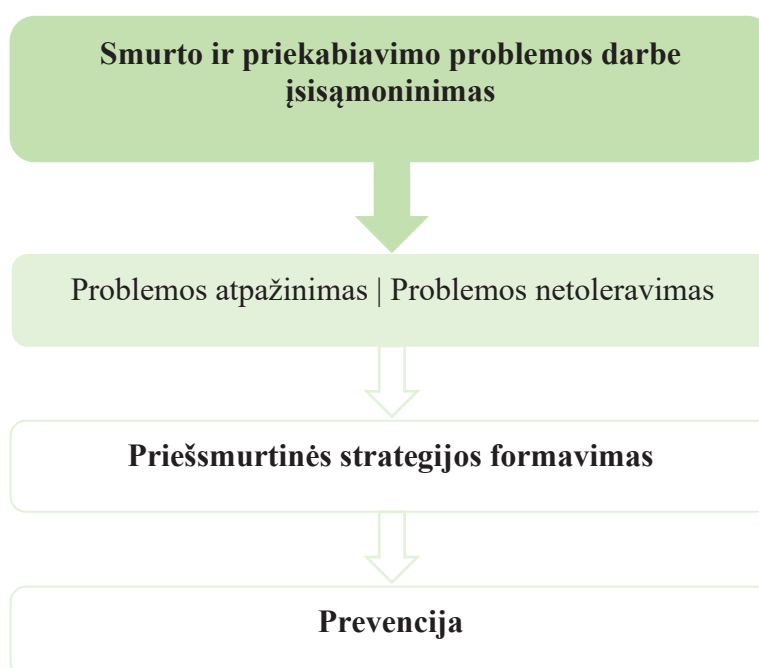 Smurto ir priekabiavimo problemos darbe
įsisąmoninimas
Problemos atpažinimas | Problemos netoleravimas
Priešsmurtinės strategijos formavimas
Prevencija